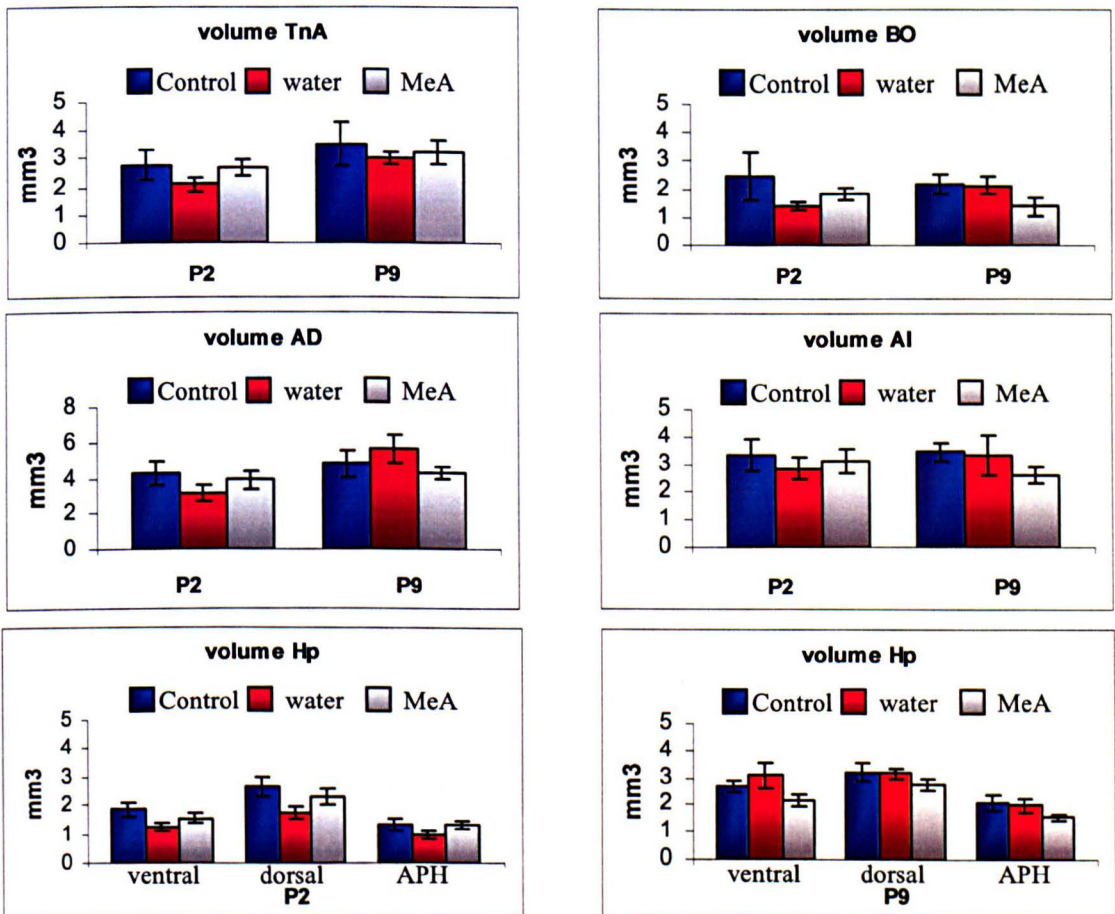 volume TnA
Control water MeA
5
4
3
2
1
0
mm3
P2 P9
volume BO
Control water MeA
5
4
3
2
1
0
mm3
P2 P9
volume AD
Control water MeA
8
6
4
2
0
mm3
P2 P9
volume AI
Control water MeA
5
4
3
2
1
0
mm3
P2 P9
volume Hp
Control water MeA
5
4
3
2
1
0
mm3
ventral dorsal APH
P2
volume Hp
Control water MeA
5
4
3
2
1
0
mm3
ventral dorsal APH
P9